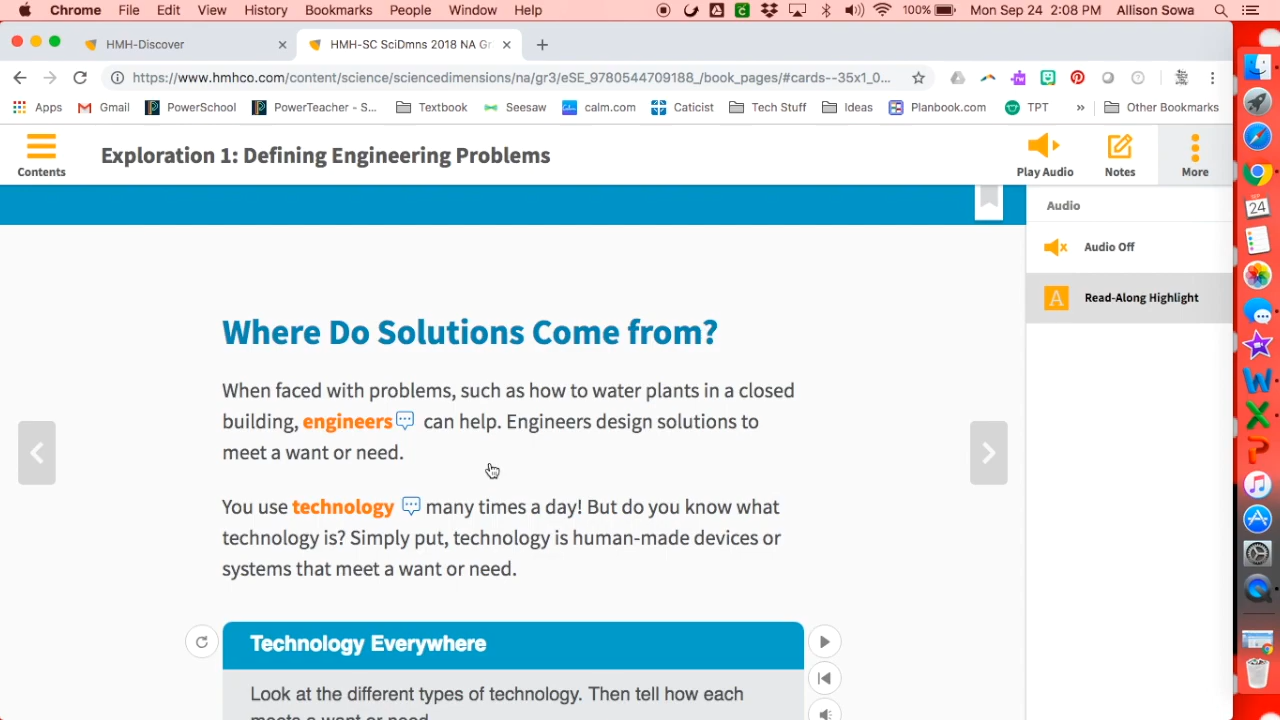 Chrome File Edit View History Bookmarks People Window Help 100% Mon Sep 24 2:08 PM Allison Sowa
HMH-Discover HMH-SC SciDmns 2018 NA Gr
https://www.hmhco.com/content/science/sciencedimensions/na/gr3/eSE_9780544709188_/book_pages/#cards--35x1_0...
Apps Gmail PowerSchool PowerTeacher - S... Textbook Seesaw calm.com Caticist Tech Stuff Ideas Planbook.com TPT » Other Bookmarks
Contents
Exploration 1: Defining Engineering Problems
Play Audio Notes More
Audio
Audio Off
A Read-Along Highlight
24
Where Do Solutions Come from?
When faced with problems, such as how to water plants in a closed
building, engineers can help. Engineers design solutions to
meet a want or need.
You use technology many times a day! But do you know what
technology is? Simply put, technology is human-made devices or
systems that meet a want or need.
Technology Everywhere
Look at the different types of technology. Then tell how each
meets a want or need.